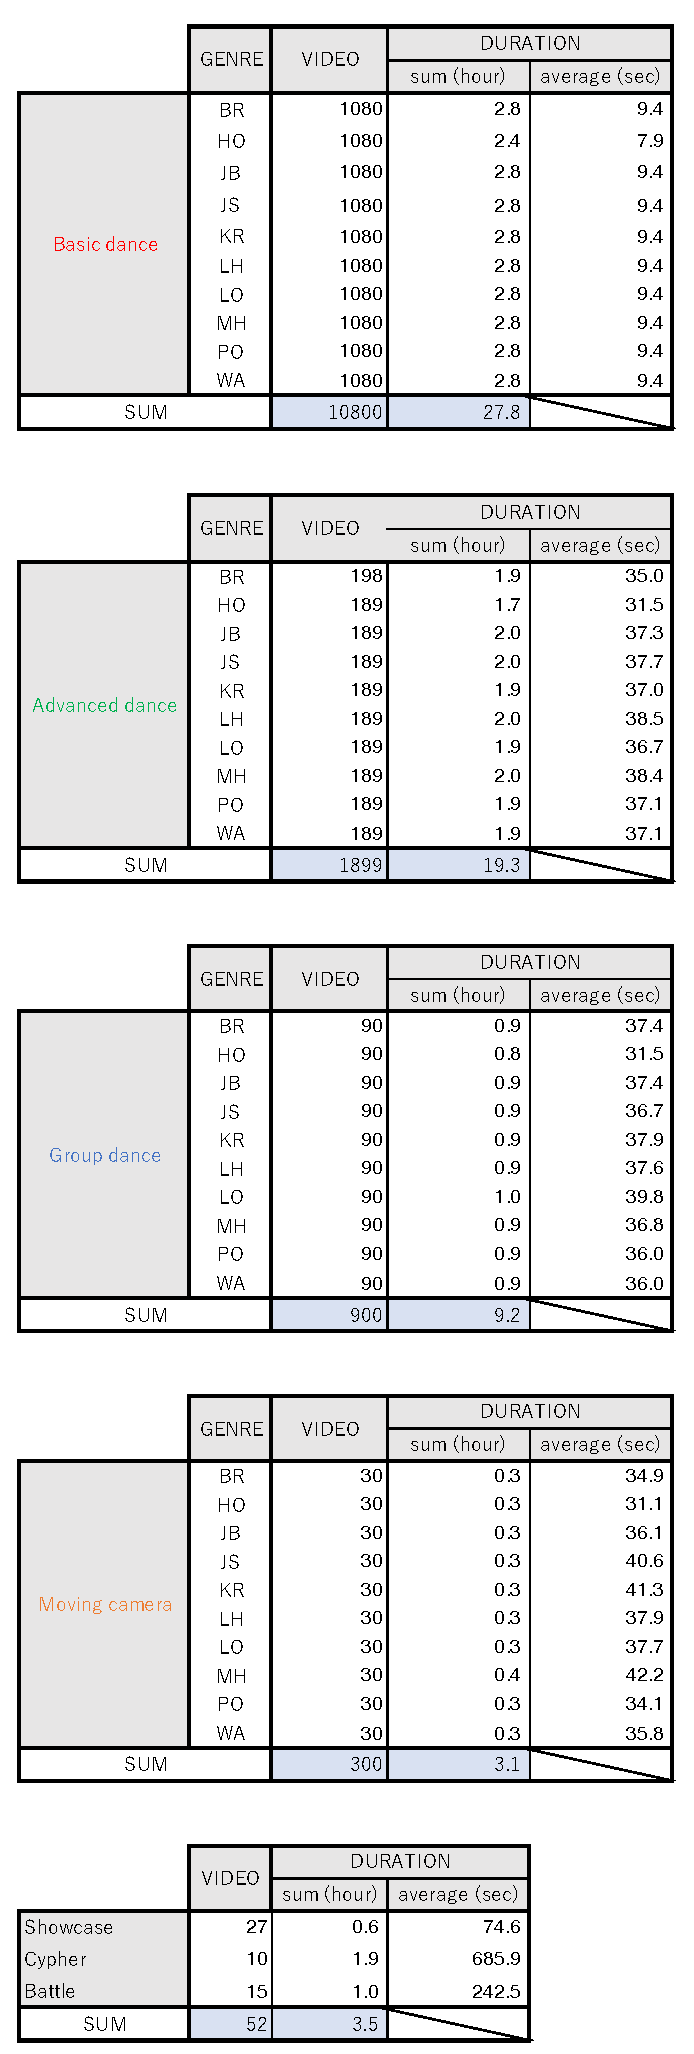 GENRE VIDEO DURATION
sum (hour) average (sec)
Basic dance
BR 1080 2.8 9.4
HO 1080 2.4 7.9
JB 1080 2.8 9.4
JS 1080 2.8 9.4
KR 1080 2.8 9.4
LH 1080 2.8 9.4
LO 1080 2.8 9.4
MH 1080 2.8 9.4
PO 1080 2.8 9.4
WA 1080 2.8 9.4
SUM 10800 27.8
GENRE VIDEO DURATION
sum (hour) average (sec)
Advanced dance
BR 198 1.9 35.0
HO 189 1.7 31.5
JB 189 2.0 37.3
JS 189 2.0 37.7
KR 189 1.9 37.0
LH 189 2.0 38.5
LO 189 1.9 36.7
MH 189 2.0 38.4
PO 189 1.9 37.1
WA 189 1.9 37.1
SUM 1899 19.3
GENRE VIDEO DURATION
sum (hour) average (sec)
Group dance
BR 90 0.9 37.4
HO 90 0.8 31.5
JB 90 0.9 37.4
JS 90 0.9 36.7
KR 90 0.9 37.9
LH 90 0.9 37.6
LO 90 1.0 39.8
MH 90 0.9 36.8
PO 90 0.9 36.0
WA 90 0.9 36.0
SUM 900 9.2
GENRE VIDEO DURATION
sum (hour) average (sec)
Moving camera
BR 30 0.3 34.9
HO 30 0.3 31.1
JB 30 0.3 36.1
JS 30 0.3 40.6
KR 30 0.3 41.3
LH 30 0.3 37.9
LO 30 0.3 37.7
MH 30 0.4 42.2
PO 30 0.3 34.1
WA 30 0.3 35.8
SUM 300 3.1
VIDEO DURATION
sum (hour) average (sec)
Showcase 27 0.6 74.6
Cypher 10 1.9 685.9
Battle 15 1.0 242.5
SUM 52 3.5